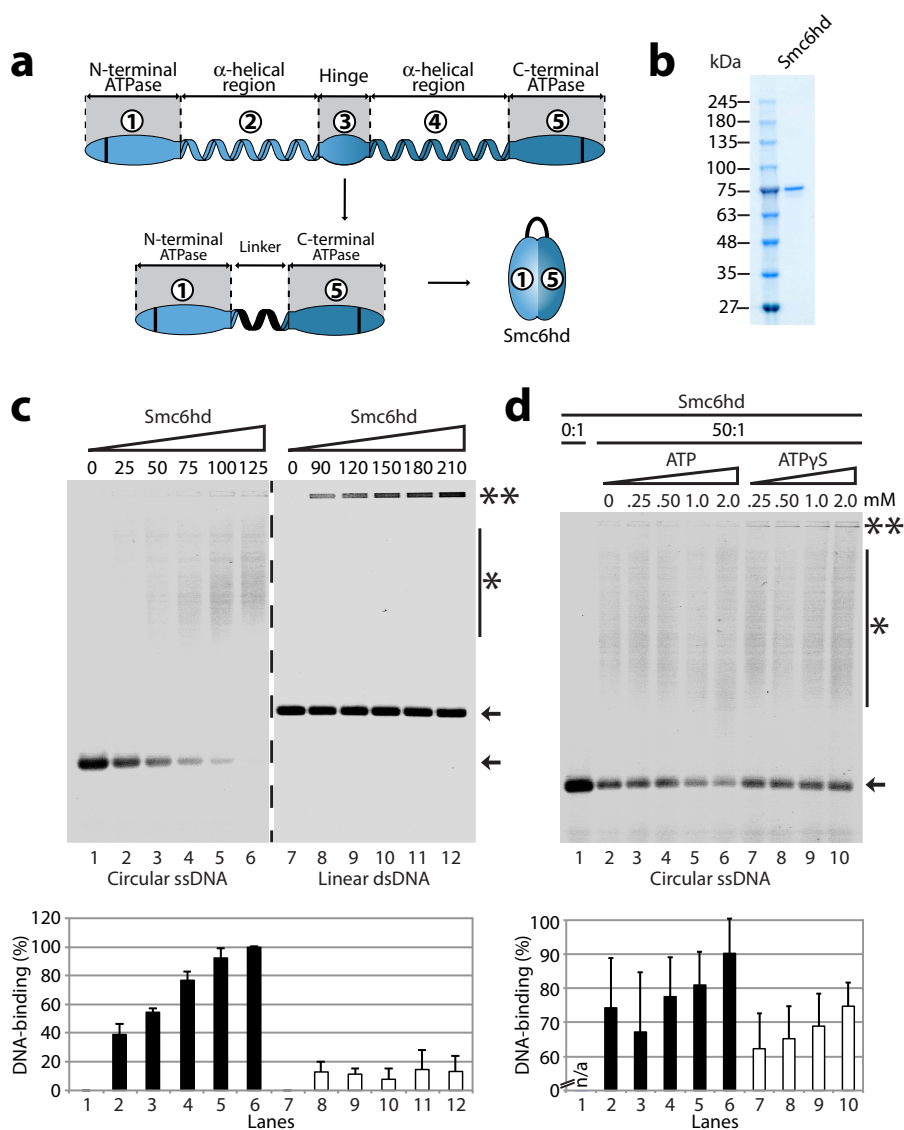 a
N-terminal ATPase
α-helical region
Hinge
α-helical region
C-terminal ATPase
1
2
3
4
5
N-terminal ATPase
Linker
C-terminal ATPase
1
5
1 5
Smc6hd
b
kDa
Smc6hd
245
180
135
100
75
63
48
35
27
c
Smc6hd
Smc6hd
0 25 50 75 100 125
0 90 120 150 180 210
**
*
1 2 3 4 5 6
7 8 9 10 11 12
Circular ssDNA
Linear dsDNA
DNA-binding (%)
120
100
80
60
40
20
0
1 2 3 4 5 6 7 8 9 10 11 12
Lanes
d
Smc6hd
0:1
50:1
ATP
ATPγS
0 .25 .50 1.0 2.0 .25 .50 1.0 2.0 mM
**
*
1 2 3 4 5 6 7 8 9 10
Circular ssDNA
DNA-binding (%)
100
90
80
70
60
0
n/a
1 2 3 4 5 6 7 8 9 10
Lanes